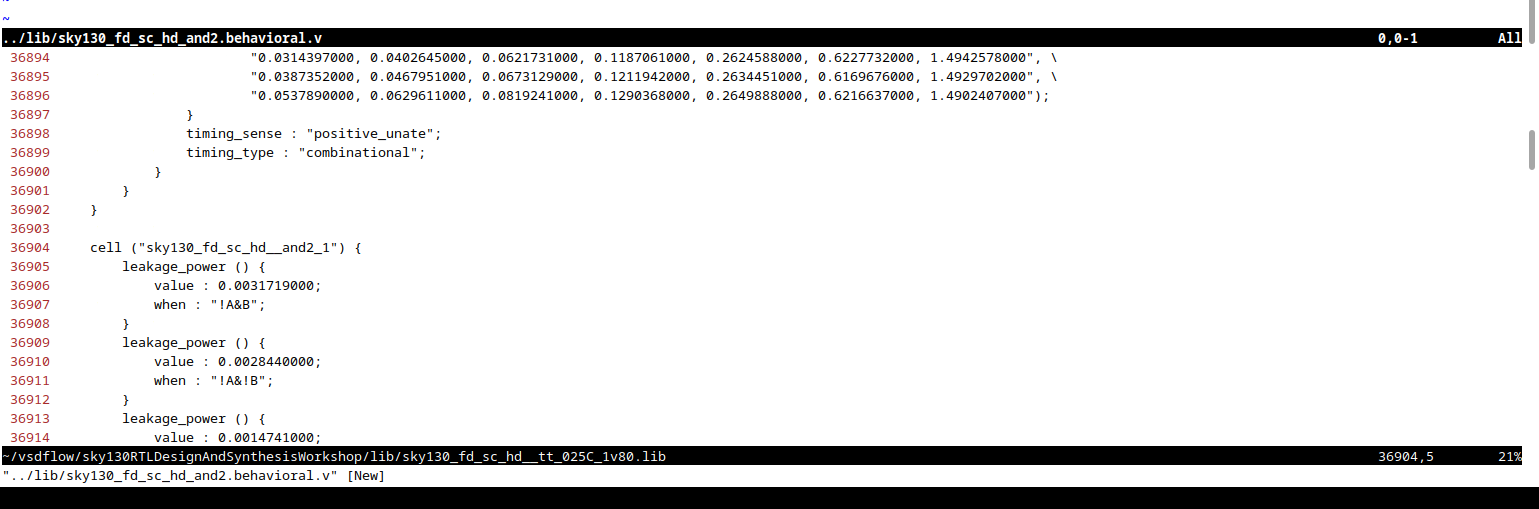 ~
~
../lib/sky130_fd_sc_hd_and2.behavioral.v 0,0-1 All
36894 "0.0314397000, 0.0402645000, 0.0621731000, 0.1187061000, 0.2624588000, 0.6227732000, 1.4942578000", \
36895 "0.0387352000, 0.0467951000, 0.0673129000, 0.1211942000, 0.2634451000, 0.6169676000, 1.4929702000", \
36896 "0.0537890000, 0.0629611000, 0.0819241000, 0.1290368000, 0.2649888000, 0.6216637000, 1.4902407000");
36897 }
36898 timing_sense : "positive_unate";
36899 timing_type : "combinational";
36900 }
36901 }
36902 }
36903
36904 cell ("sky130_fd_sc_hd__and2_1") {
36905 leakage_power () {
36906 value : 0.0031719000;
36907 when : "!A&B";
36908 }
36909 leakage_power () {
36910 value : 0.0028440000;
36911 when : "!A&!B";
36912 }
36913 leakage_power () {
36914 value : 0.0014741000;
~/vsdflow/sky130RTLDesignAndSynthesisWorkshop/lib/sky130_fd_sc_hd__tt_025C_1v80.lib 36904,5 21%
"../lib/sky130_fd_sc_hd_and2.behavioral.v" [New]